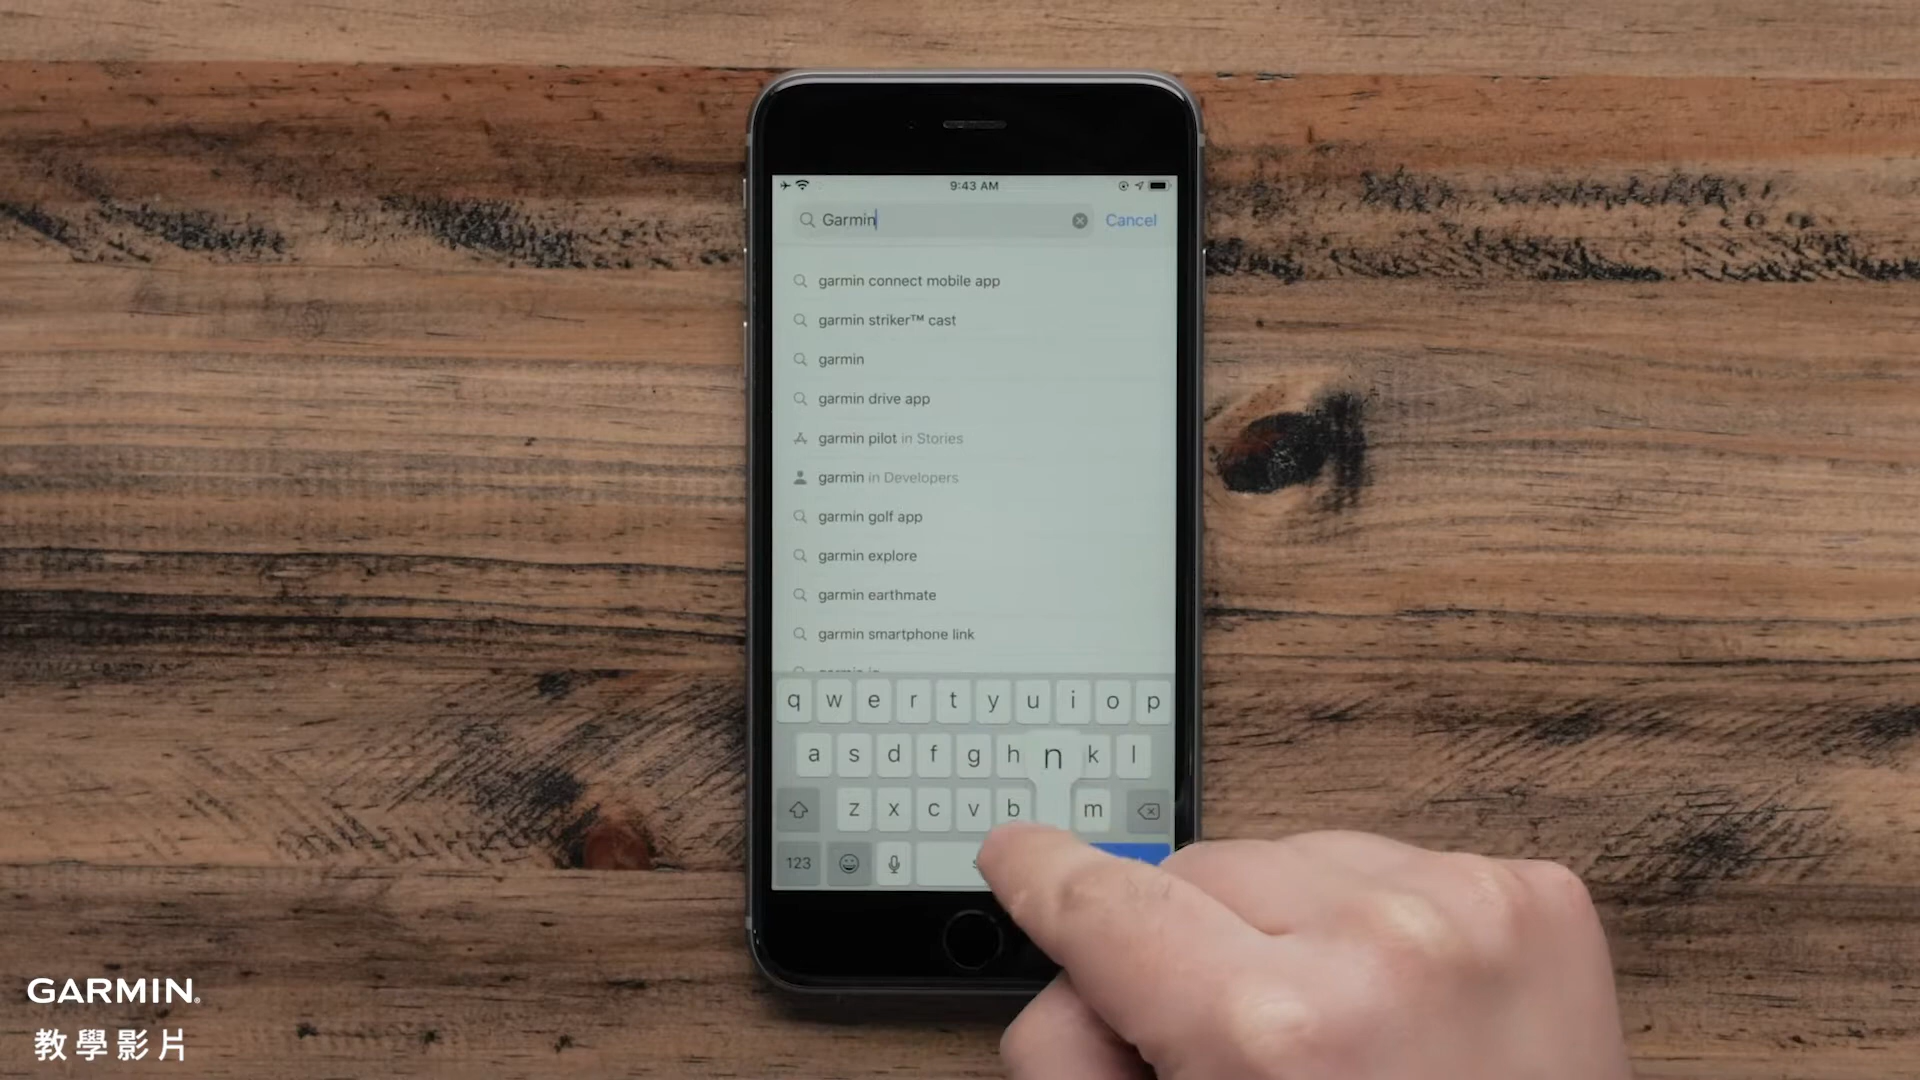 9:43 AM
Garmin
Cancel
garmin connect mobile app
garmin striker™ cast
garmin
garmin drive app
garmin pilot in Stories
garmin in Developers
garmin golf app
garmin explore
garmin earthmate
garmin smartphone link
q w e r t y u i o p
a s d f g h n k l
z x c v b m
123
GARMIN®
教學影片